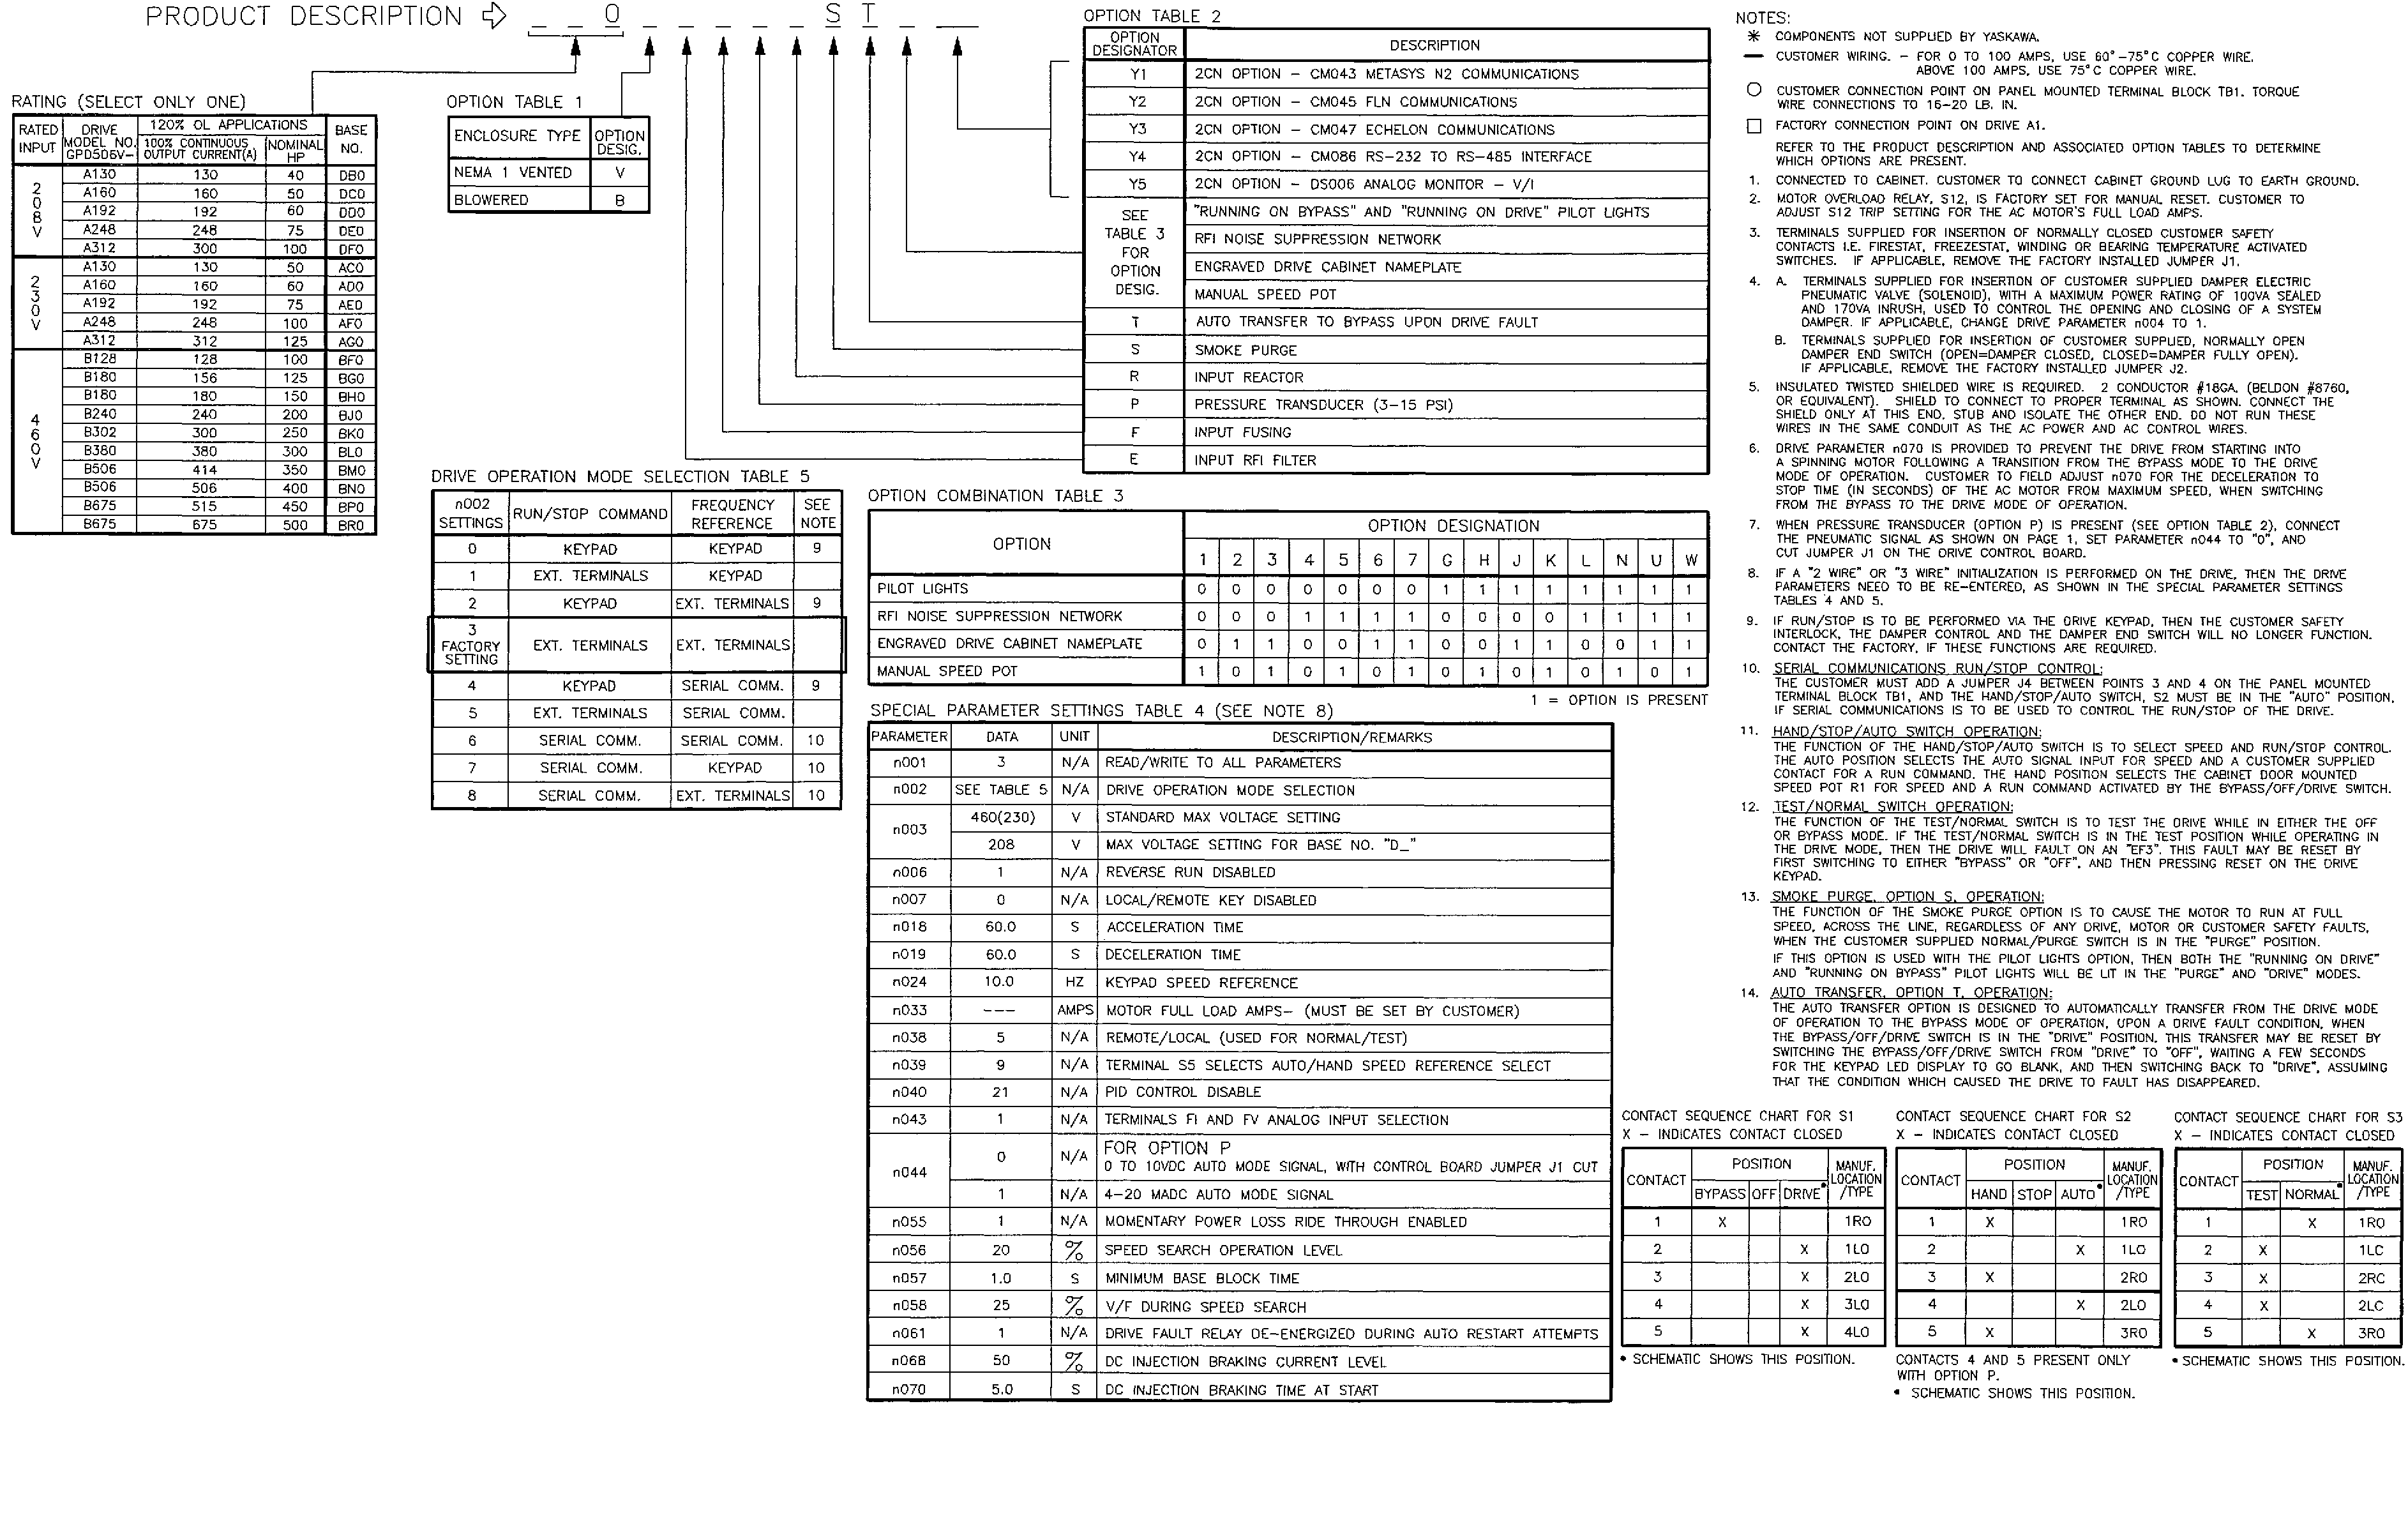 PRODUCT DESCRIPTION ⇨ _ _ 0 _ _ _ _ _ S T _ __
RATING (SELECT ONLY ONE)
RATED INPUT | DRIVE MODEL NO. GPD506V- | 120% OL APPLICATIONS | BASE NO.
100% CONTINUOUS OUTPUT CURRENT(A) | NOMINAL HP
208V
A130 130 40 DB0
A160 160 50 DC0
A192 192 60 DD0
A248 248 75 DE0
A312 300 100 DF0
230V
A130 130 50 AC0
A160 160 60 AD0
A192 192 75 AE0
A248 248 100 AF0
A312 312 125 AG0
460V
B128 128 100 BF0
B180 156 125 BG0
B180 180 150 BH0
B240 240 200 BJ0
B302 300 250 BK0
B380 380 300 BL0
B506 414 350 BM0
B506 506 400 BN0
B675 515 450 BP0
B675 675 500 BR0
OPTION TABLE 1
ENCLOSURE TYPE | OPTION DESIG.
NEMA 1 VENTED V
BLOWERED B
OPTION TABLE 2
OPTION DESIGNATOR | DESCRIPTION
Y1 2CN OPTION - CM043 METASYS N2 COMMUNICATIONS
Y2 2CN OPTION - CM045 FLN COMMUNICATIONS
Y3 2CN OPTION - CM047 ECHELON COMMUNICATIONS
Y4 2CN OPTION - CM086 RS-232 TO RS-485 INTERFACE
Y5 2CN OPTION - DS006 ANALOG MONITOR - V/I
SEE TABLE 3 FOR OPTION DESIG.
"RUNNING ON BYPASS" AND "RUNNING ON DRIVE" PILOT LIGHTS
RFI NOISE SUPPRESSION NETWORK
ENGRAVED DRIVE CABINET NAMEPLATE
MANUAL SPEED POT
T AUTO TRANSFER TO BYPASS UPON DRIVE FAULT
S SMOKE PURGE
R INPUT REACTOR
P PRESSURE TRANSDUCER (3-15 PSI)
F INPUT FUSING
E INPUT RFI FILTER
DRIVE OPERATION MODE SELECTION TABLE 5
n002 SETTINGS | RUN/STOP COMMAND | FREQUENCY REFERENCE | SEE NOTE
0 KEYPAD KEYPAD 9
1 EXT. TERMINALS KEYPAD
2 KEYPAD EXT. TERMINALS 9
3 FACTORY SETTING EXT. TERMINALS EXT. TERMINALS
4 KEYPAD SERIAL COMM. 9
5 EXT. TERMINALS SERIAL COMM.
6 SERIAL COMM. SERIAL COMM. 10
7 SERIAL COMM. KEYPAD 10
8 SERIAL COMM. EXT. TERMINALS 10
OPTION COMBINATION TABLE 3
OPTION | OPTION DESIGNATION
1 2 3 4 5 6 7 G H J K L N U W
PILOT LIGHTS 0 0 0 0 0 0 0 1 1 1 1 1 1 1 1
RFI NOISE SUPPRESSION NETWORK 0 0 0 1 1 1 1 0 0 0 0 1 1 1 1
ENGRAVED DRIVE CABINET NAMEPLATE 0 1 1 0 0 1 1 0 0 1 1 0 0 1 1
MANUAL SPEED POT 1 0 1 0 1 0 1 0 1 0 1 0 1 0 1
1 = OPTION IS PRESENT
SPECIAL PARAMETER SETTINGS TABLE 4 (SEE NOTE 8)
PARAMETER DATA UNIT DESCRIPTION/REMARKS
n001 3 N/A READ/WRITE TO ALL PARAMETERS
n002 SEE TABLE 5 N/A DRIVE OPERATION MODE SELECTION
n003 460(230) V STANDARD MAX VOLTAGE SETTING
208 V MAX VOLTAGE SETTING FOR BASE NO. "D_"
n006 1 N/A REVERSE RUN DISABLED
n007 0 N/A LOCAL/REMOTE KEY DISABLED
n018 60.0 S ACCELERATION TIME
n019 60.0 S DECELERATION TIME
n024 10.0 HZ KEYPAD SPEED REFERENCE
n033 --- AMPS MOTOR FULL LOAD AMPS- (MUST BE SET BY CUSTOMER)
n038 5 N/A REMOTE/LOCAL (USED FOR NORMAL/TEST)
n039 9 N/A TERMINAL S5 SELECTS AUTO/HAND SPEED REFERENCE SELECT
n040 21 N/A PID CONTROL DISABLE
n043 1 N/A TERMINALS FI AND FV ANALOG INPUT SELECTION
n044 0 N/A FOR OPTION P
0 TO 10VDC AUTO MODE SIGNAL, WITH CONTROL BOARD JUMPER J1 CUT
1 N/A 4-20 MADC AUTO MODE SIGNAL
n055 1 N/A MOMENTARY POWER LOSS RIDE THROUGH ENABLED
n056 20 % SPEED SEARCH OPERATION LEVEL
n057 1.0 S MINIMUM BASE BLOCK TIME
n058 25 % V/F DURING SPEED SEARCH
n061 1 N/A DRIVE FAULT RELAY DE-ENERGIZED DURING AUTO RESTART ATTEMPTS
n068 50 % DC INJECTION BRAKING CURRENT LEVEL
n070 5.0 S DC INJECTION BRAKING TIME AT START
NOTES:
✳ COMPONENTS NOT SUPPLIED BY YASKAWA.
— CUSTOMER WIRING. - FOR 0 TO 100 AMPS, USE 60°-75°C COPPER WIRE.
ABOVE 100 AMPS, USE 75°C COPPER WIRE.
○ CUSTOMER CONNECTION POINT ON PANEL MOUNTED TERMINAL BLOCK TB1. TORQUE
WIRE CONNECTIONS TO 16-20 LB. IN.
□ FACTORY CONNECTION POINT ON DRIVE A1.
REFER TO THE PRODUCT DESCRIPTION AND ASSOCIATED OPTION TABLES TO DETERMINE
WHICH OPTIONS ARE PRESENT.
1. CONNECTED TO CABINET. CUSTOMER TO CONNECT CABINET GROUND LUG TO EARTH GROUND.
2. MOTOR OVERLOAD RELAY, S12, IS FACTORY SET FOR MANUAL RESET. CUSTOMER TO
ADJUST S12 TRIP SETTING FOR THE AC MOTOR'S FULL LOAD AMPS.
3. TERMINALS SUPPLIED FOR INSERTION OF NORMALLY CLOSED CUSTOMER SAFETY
CONTACTS I.E. FIRESTAT, FREEZESTAT, WINDING OR BEARING TEMPERATURE ACTIVATED
SWITCHES. IF APPLICABLE, REMOVE THE FACTORY INSTALLED JUMPER J1.
4. A. TERMINALS SUPPLIED FOR INSERTION OF CUSTOMER SUPPLIED DAMPER ELECTRIC
PNEUMATIC VALVE (SOLENOID), WITH A MAXIMUM POWER RATING OF 100VA SEALED
AND 170VA INRUSH, USED TO CONTROL THE OPENING AND CLOSING OF A SYSTEM
DAMPER. IF APPLICABLE, CHANGE DRIVE PARAMETER n004 TO 1.
B. TERMINALS SUPPLIED FOR INSERTION OF CUSTOMER SUPPLIED, NORMALLY OPEN
DAMPER END SWITCH (OPEN=DAMPER CLOSED, CLOSED=DAMPER FULLY OPEN).
IF APPLICABLE, REMOVE THE FACTORY INSTALLED JUMPER J2.
5. INSULATED TWISTED SHIELDED WIRE IS REQUIRED. 2 CONDUCTOR #18GA. (BELDON #8760,
OR EQUIVALENT). SHIELD TO CONNECT TO PROPER TERMINAL AS SHOWN. CONNECT THE
SHIELD ONLY AT THIS END. STUB AND ISOLATE THE OTHER END. DO NOT RUN THESE
WIRES IN THE SAME CONDUIT AS THE AC POWER AND AC CONTROL WIRES.
6. DRIVE PARAMETER n070 IS PROVIDED TO PREVENT THE DRIVE FROM STARTING INTO
A SPINNING MOTOR FOLLOWING A TRANSITION FROM THE BYPASS MODE TO THE DRIVE
MODE OF OPERATION. CUSTOMER TO FIELD ADJUST n070 FOR THE DECELERATION TO
STOP TIME (IN SECONDS) OF THE AC MOTOR FROM MAXIMUM SPEED, WHEN SWITCHING
FROM THE BYPASS TO THE DRIVE MODE OF OPERATION.
7. WHEN PRESSURE TRANSDUCER (OPTION P) IS PRESENT (SEE OPTION TABLE 2), CONNECT
THE PNEUMATIC SIGNAL AS SHOWN ON PAGE 1, SET PARAMETER n044 TO "0", AND
CUT JUMPER J1 ON THE DRIVE CONTROL BOARD.
8. IF A "2 WIRE" OR "3 WIRE" INITIALIZATION IS PERFORMED ON THE DRIVE, THEN THE DRIVE
PARAMETERS NEED TO BE RE-ENTERED, AS SHOWN IN THE SPECIAL PARAMETER SETTINGS
TABLES 4 AND 5.
9. IF RUN/STOP IS TO BE PERFORMED VIA THE DRIVE KEYPAD, THEN THE CUSTOMER SAFETY
INTERLOCK, THE DAMPER CONTROL AND THE DAMPER END SWITCH WILL NO LONGER FUNCTION.
CONTACT THE FACTORY, IF THESE FUNCTIONS ARE REQUIRED.
10. SERIAL COMMUNICATIONS RUN/STOP CONTROL:
THE CUSTOMER MUST ADD A JUMPER J4 BETWEEN POINTS 3 AND 4 ON THE PANEL MOUNTED
TERMINAL BLOCK TB1, AND THE HAND/STOP/AUTO SWITCH, S2 MUST BE IN THE "AUTO" POSITION,
IF SERIAL COMMUNICATIONS IS TO BE USED TO CONTROL THE RUN/STOP OF THE DRIVE.
11. HAND/STOP/AUTO SWITCH OPERATION:
THE FUNCTION OF THE HAND/STOP/AUTO SWITCH IS TO SELECT SPEED AND RUN/STOP CONTROL.
THE AUTO POSITION SELECTS THE AUTO SIGNAL INPUT FOR SPEED AND A CUSTOMER SUPPLIED
CONTACT FOR A RUN COMMAND. THE HAND POSITION SELECTS THE CABINET DOOR MOUNTED
SPEED POT R1 FOR SPEED AND A RUN COMMAND ACTIVATED BY THE BYPASS/OFF/DRIVE SWITCH.
12. TEST/NORMAL SWITCH OPERATION:
THE FUNCTION OF THE TEST/NORMAL SWITCH IS TO TEST THE DRIVE WHILE IN EITHER THE OFF
OR BYPASS MODE. IF THE TEST/NORMAL SWITCH IS IN THE TEST POSITION WHILE OPERATING IN
THE DRIVE MODE, THEN THE DRIVE WILL FAULT ON AN "EF3". THIS FAULT MAY BE RESET BY
FIRST SWITCHING TO EITHER "BYPASS" OR "OFF", AND THEN PRESSING RESET ON THE DRIVE
KEYPAD.
13. SMOKE PURGE, OPTION S, OPERATION:
THE FUNCTION OF THE SMOKE PURGE OPTION IS TO CAUSE THE MOTOR TO RUN AT FULL
SPEED, ACROSS THE LINE, REGARDLESS OF ANY DRIVE, MOTOR OR CUSTOMER SAFETY FAULTS,
WHEN THE CUSTOMER SUPPLIED NORMAL/PURGE SWITCH IS IN THE "PURGE" POSITION.
IF THIS OPTION IS USED WITH THE PILOT LIGHTS OPTION, THEN BOTH THE "RUNNING ON DRIVE"
AND "RUNNING ON BYPASS" PILOT LIGHTS WILL BE LIT IN THE "PURGE" AND "DRIVE" MODES.
14. AUTO TRANSFER, OPTION T, OPERATION:
THE AUTO TRANSFER OPTION IS DESIGNED TO AUTOMATICALLY TRANSFER FROM THE DRIVE MODE
OF OPERATION TO THE BYPASS MODE OF OPERATION, UPON A DRIVE FAULT CONDITION, WHEN
THE BYPASS/OFF/DRIVE SWITCH IS IN THE "DRIVE" POSITION. THIS TRANSFER MAY BE RESET BY
SWITCHING THE BYPASS/OFF/DRIVE SWITCH FROM "DRIVE" TO "OFF", WAITING A FEW SECONDS
FOR THE KEYPAD LED DISPLAY TO GO BLANK, AND THEN SWITCHING BACK TO "DRIVE", ASSUMING
THAT THE CONDITION WHICH CAUSED THE DRIVE TO FAULT HAS DISAPPEARED.
CONTACT SEQUENCE CHART FOR S1
X - INDICATES CONTACT CLOSED
CONTACT | POSITION | MANUF. LOCATION /TYPE
BYPASS OFF DRIVE•
1 X 1RO
2 X 1LO
3 X 2LO
4 X 3LO
5 X 4LO
• SCHEMATIC SHOWS THIS POSITION.
CONTACT SEQUENCE CHART FOR S2
X - INDICATES CONTACT CLOSED
CONTACT | POSITION | MANUF. LOCATION /TYPE
HAND STOP AUTO•
1 X 1RO
2 X 1LO
3 X 2RO
4 X 2LO
5 X 3RO
CONTACTS 4 AND 5 PRESENT ONLY
WITH OPTION P.
• SCHEMATIC SHOWS THIS POSITION.
CONTACT SEQUENCE CHART FOR S3
X - INDICATES CONTACT CLOSED
CONTACT | POSITION | MANUF. LOCATION /TYPE
TEST NORMAL•
1 X 1RO
2 X 1LC
3 X 2RC
4 X 2LC
5 X 3RO
• SCHEMATIC SHOWS THIS POSITION.